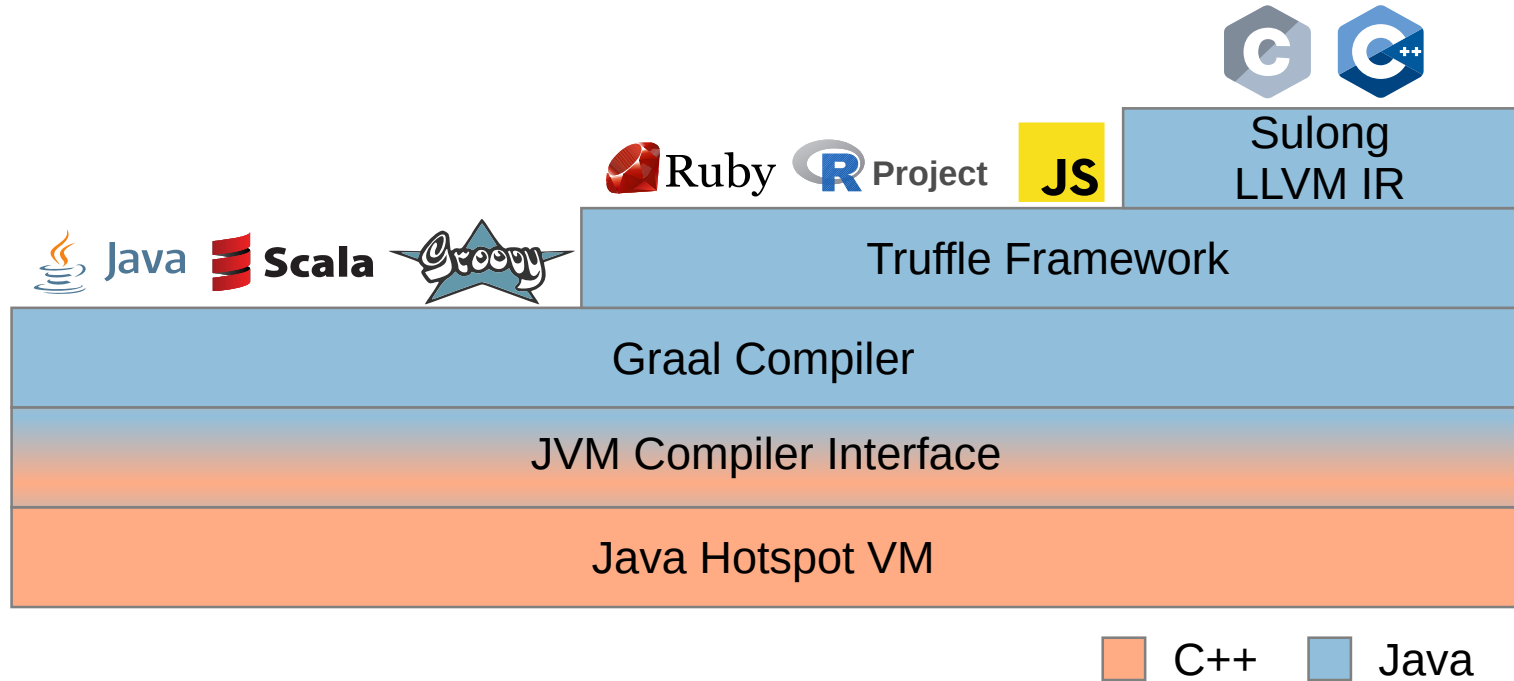 C C++
Sulong
LLVM IR
Ruby R Project JS
Truffle Framework
Java Scala Groovy
Graal Compiler
JVM Compiler Interface
Java Hotspot VM
C++ Java